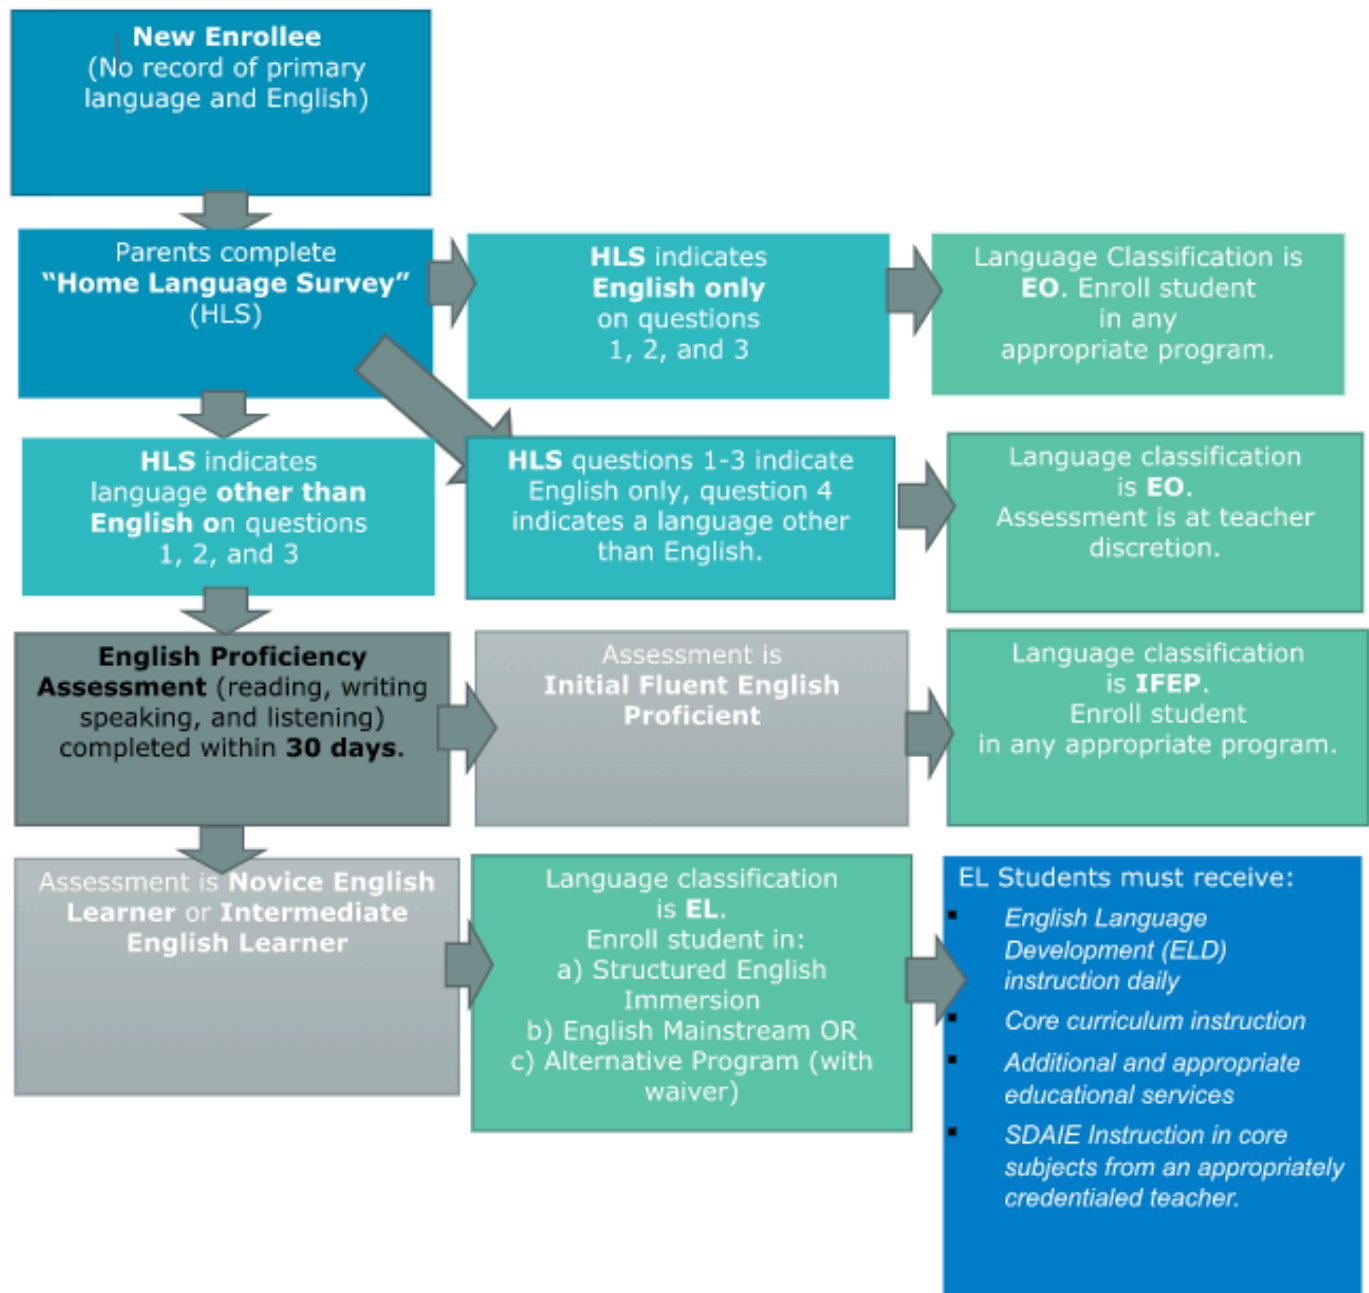 New Enrollee
(No record of primary
language and English)
Parents complete
“Home Language Survey”
(HLS)
HLS indicates
English only
on questions
1, 2, and 3
Language Classification is
EO. Enroll student
in any
appropriate program.
HLS indicates
language other than
English on questions
1, 2, and 3
HLS questions 1-3 indicate
English only, question 4
indicates a language other
than English.
Language classification
is EO.
Assessment is at teacher
discretion.
English Proficiency
Assessment (reading, writing
speaking, and listening)
completed within 30 days.
Assessment is
Initial Fluent English
Proficient
Language classification
is IFEP.
Enroll student
in any appropriate program.
Assessment is Novice English
Learner or Intermediate
English Learner
Language classification
is EL.
Enroll student in:
a) Structured English
Immersion
b) English Mainstream OR
c) Alternative Program (with
waiver)
EL Students must receive:
▪ English Language
Development (ELD)
instruction daily
▪ Core curriculum instruction
▪ Additional and appropriate
educational services
▪ SDAIE Instruction in core
subjects from an appropriately
credentialed teacher.